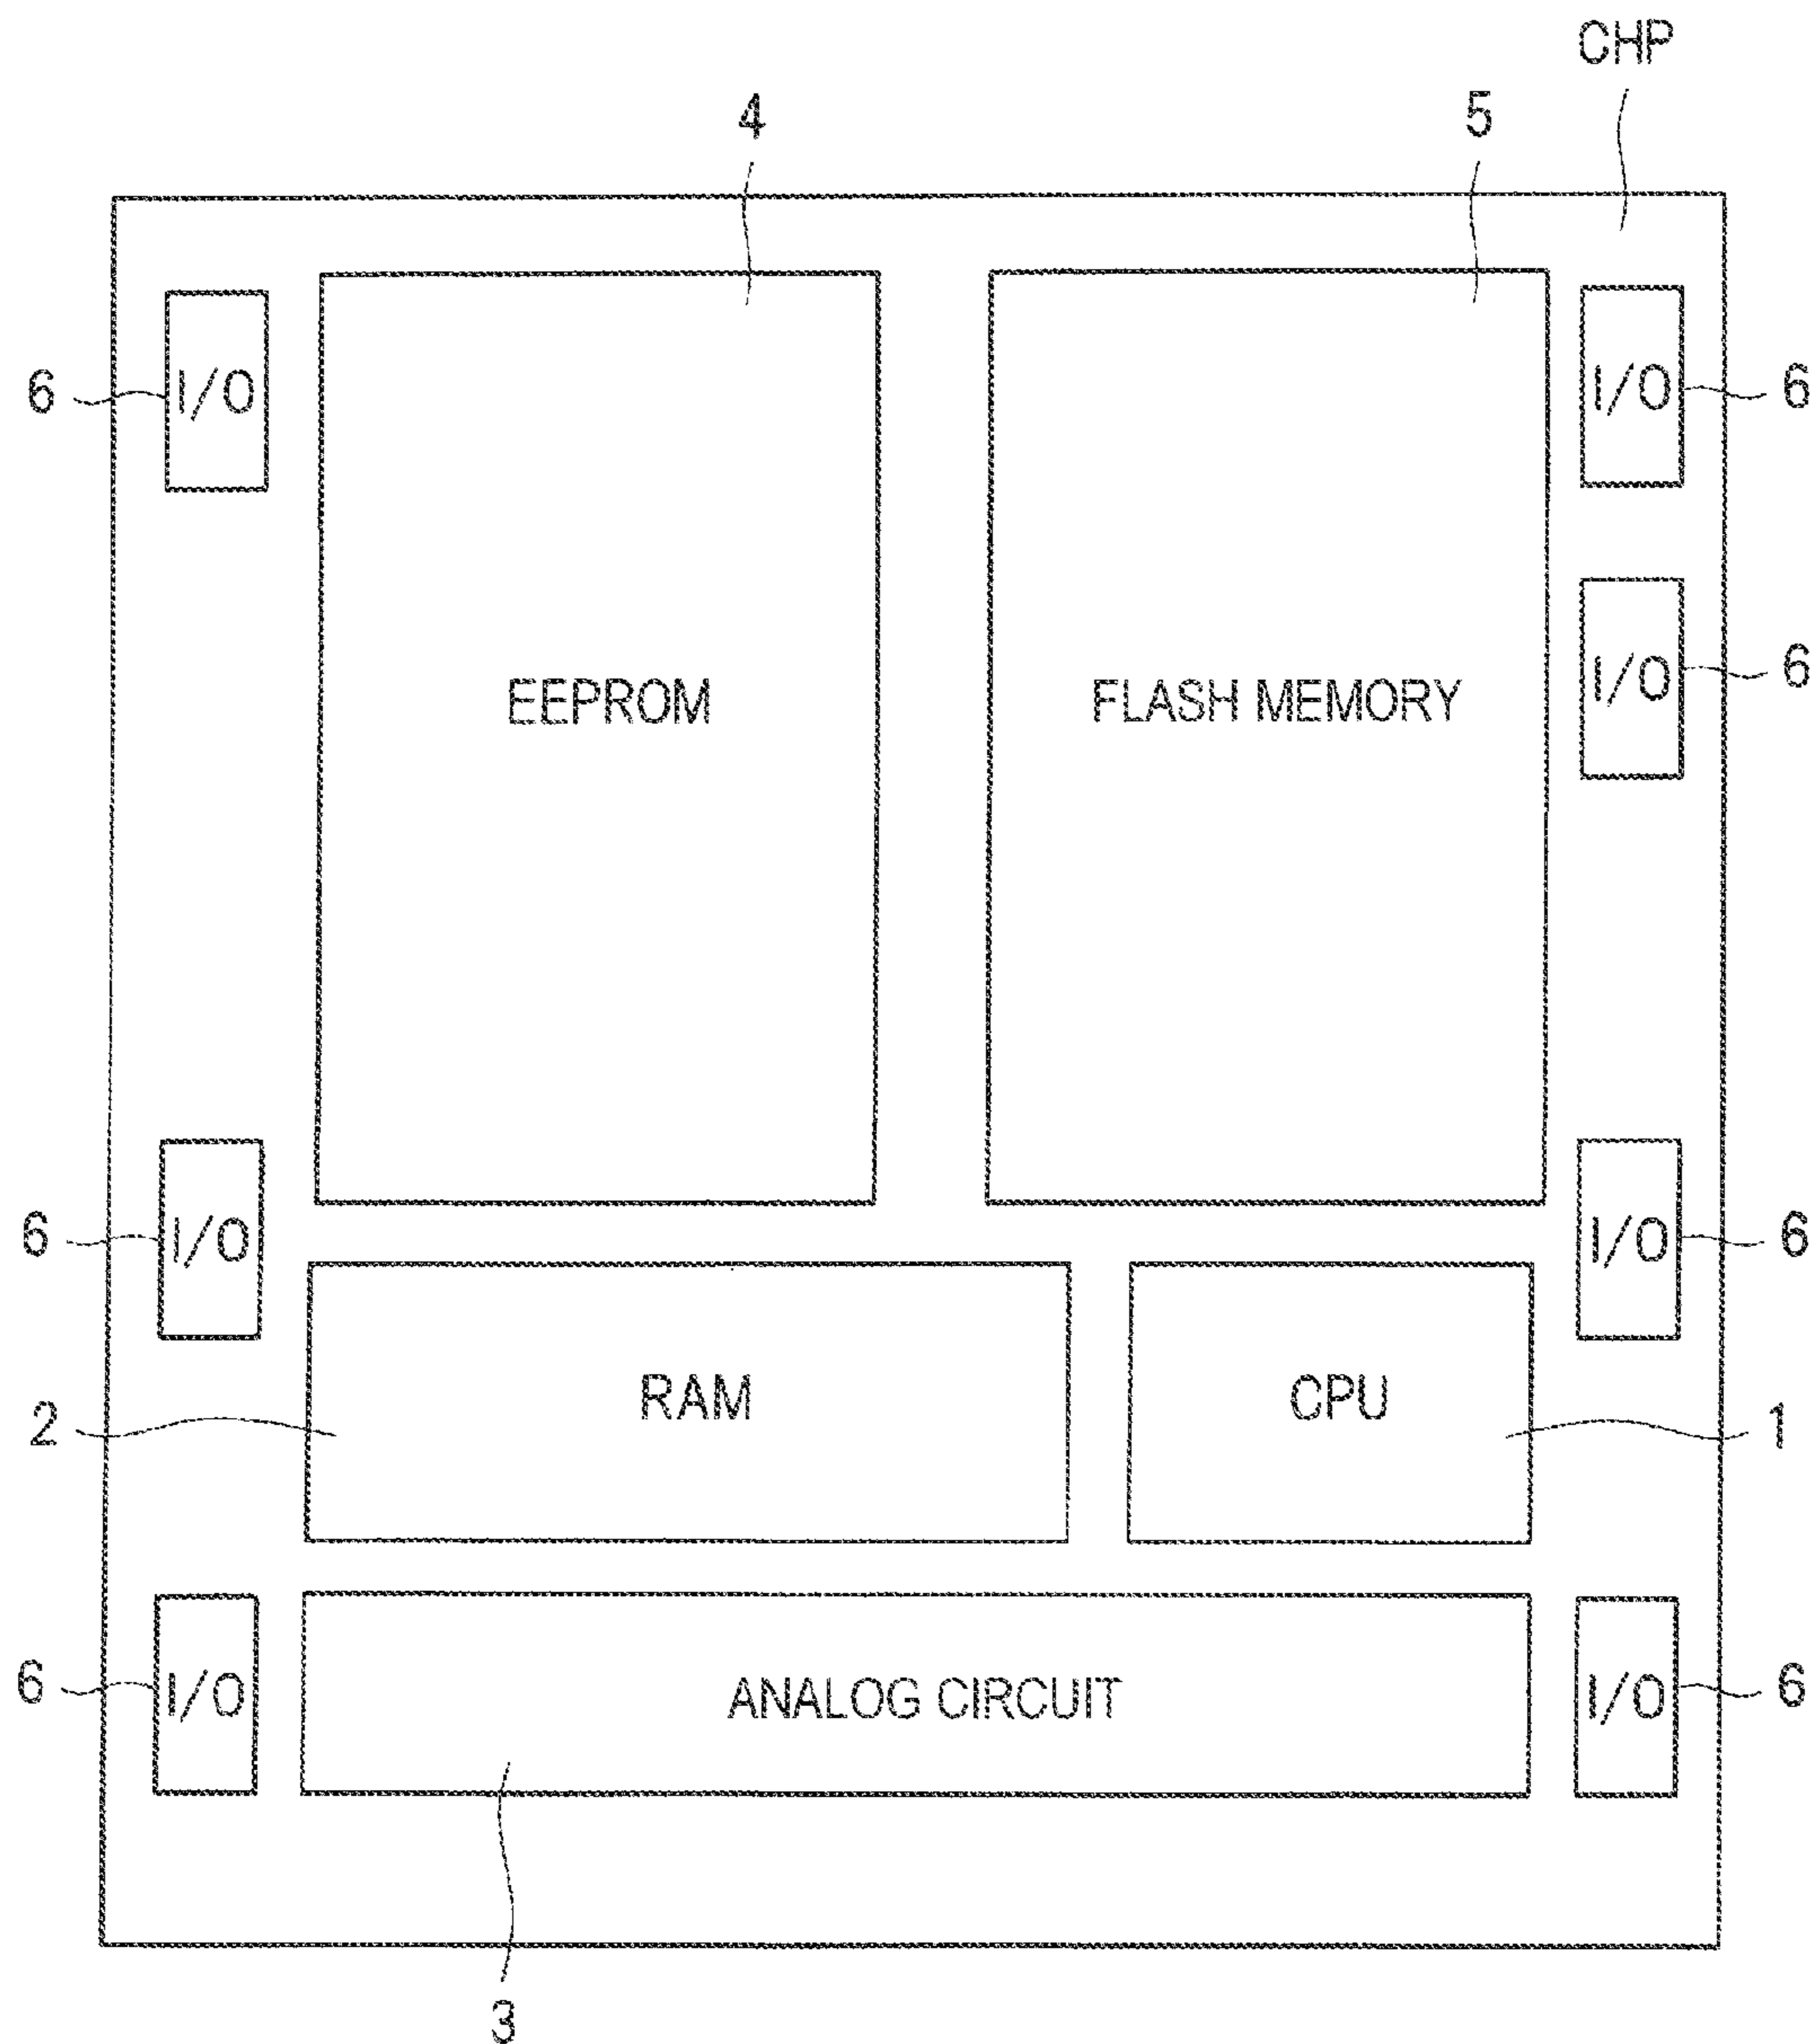 CHP
4
5
6
I/O
I/O
6
I/O
6
EEPROM
FLASH MEMORY
6
I/O
I/O
6
2
RAM
CPU
1
6
I/O
ANALOG CIRCUIT
I/O
6
3